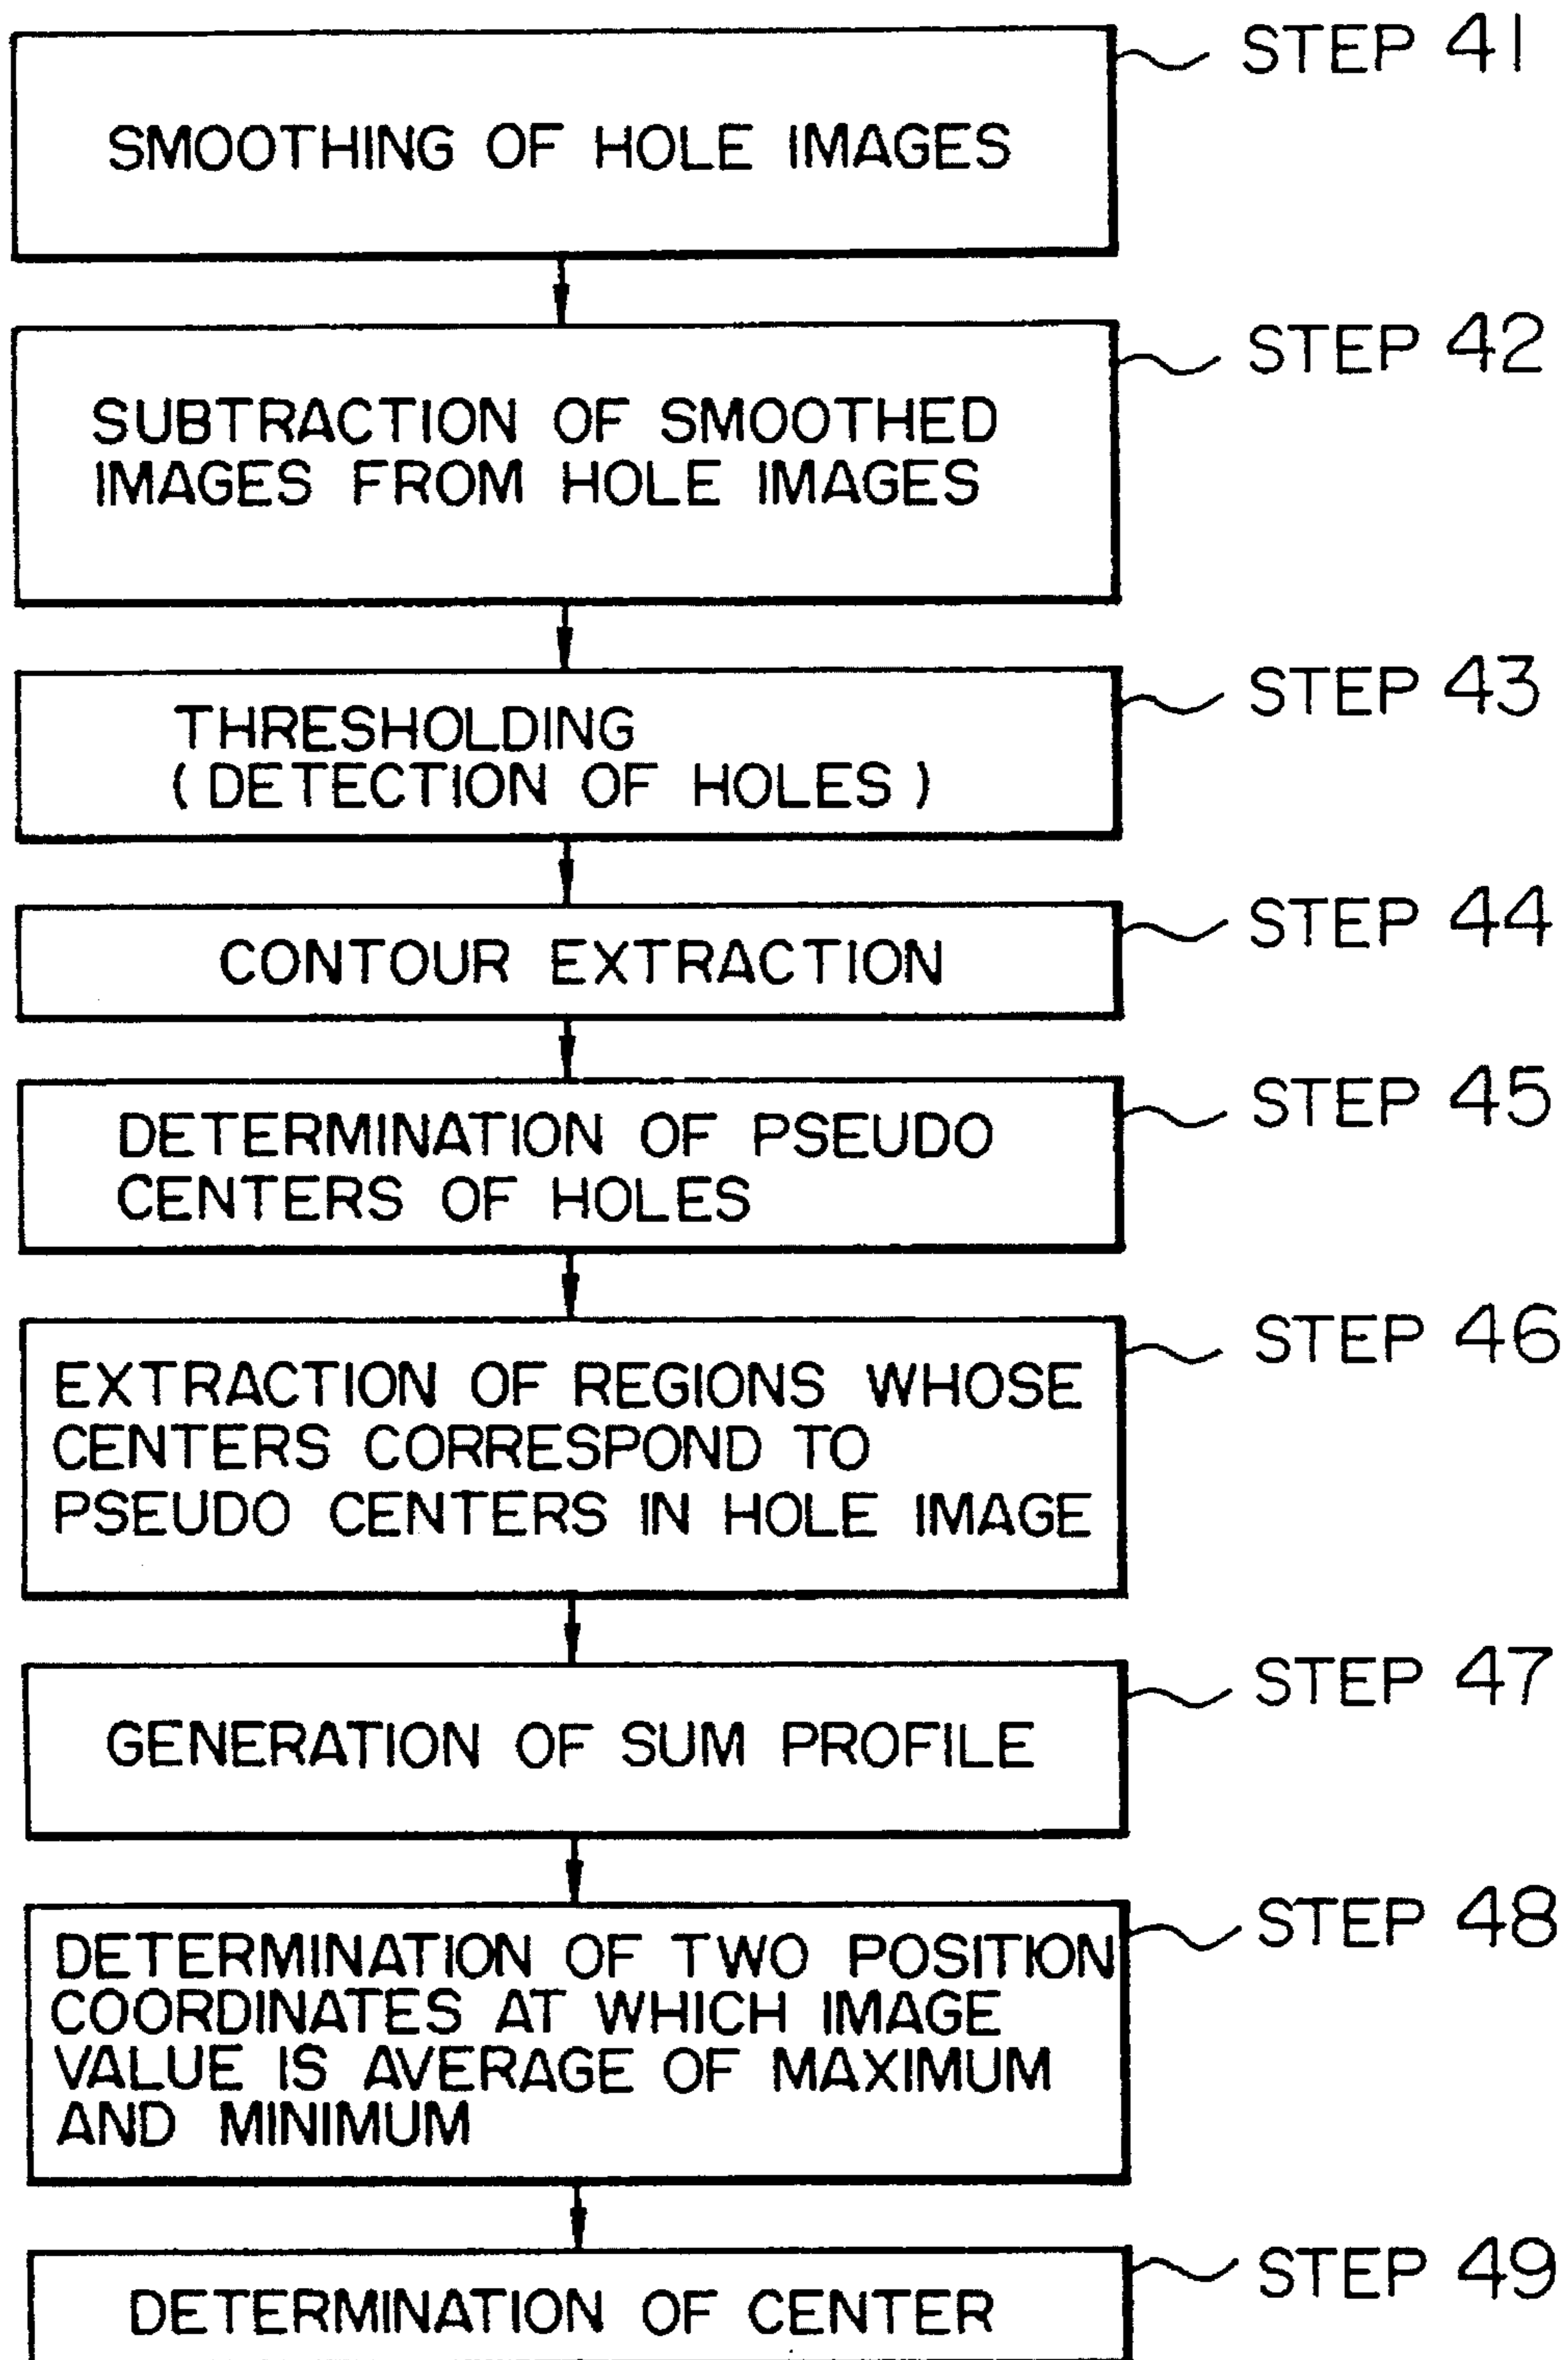 STEP 41
SMOOTHING OF HOLE IMAGES
STEP 42
SUBTRACTION OF SMOOTHED
IMAGES FROM HOLE IMAGES
STEP 43
THRESHOLDING
(DETECTION OF HOLES)
STEP 44
CONTOUR EXTRACTION
STEP 45
DETERMINATION OF PSEUDO
CENTERS OF HOLES
STEP 46
EXTRACTION OF REGIONS WHOSE
CENTERS CORRESPOND TO
PSEUDO CENTERS IN HOLE IMAGE
STEP 47
GENERATION OF SUM PROFILE
STEP 48
DETERMINATION OF TWO POSITION
COORDINATES AT WHICH IMAGE
VALUE IS AVERAGE OF MAXIMUM
AND MINIMUM
STEP 49
DETERMINATION OF CENTER